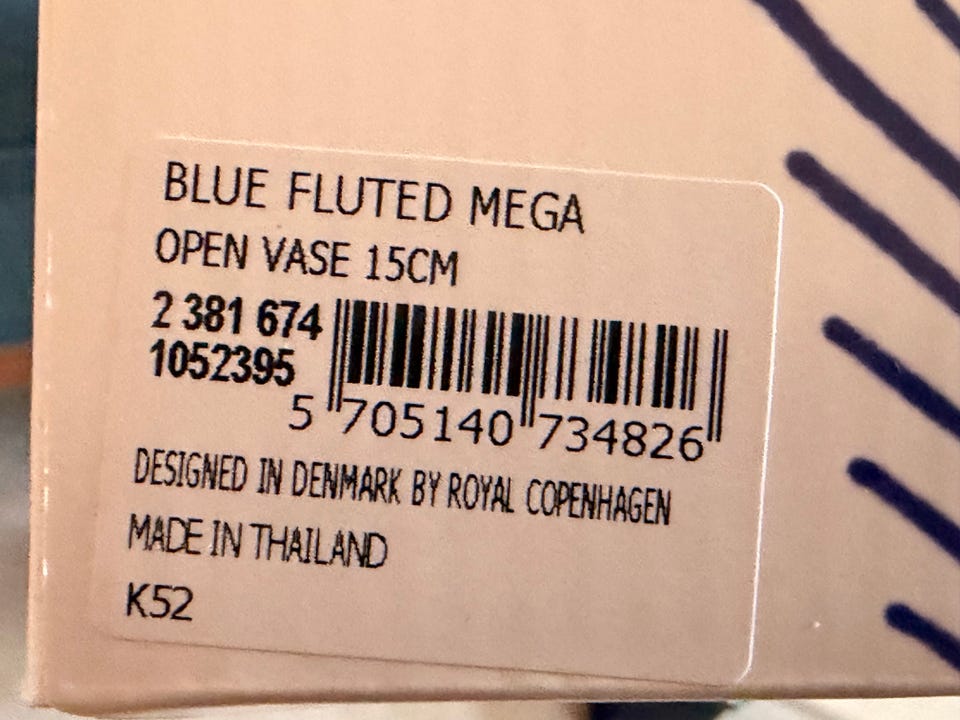 BLUE FLUTED MEGA
OPEN VASE 15CM
2 381 674
1052395
5 705140 734826
DESIGNED IN DENMARK BY ROYAL COPENHAGEN
MADE IN THAILAND
K52